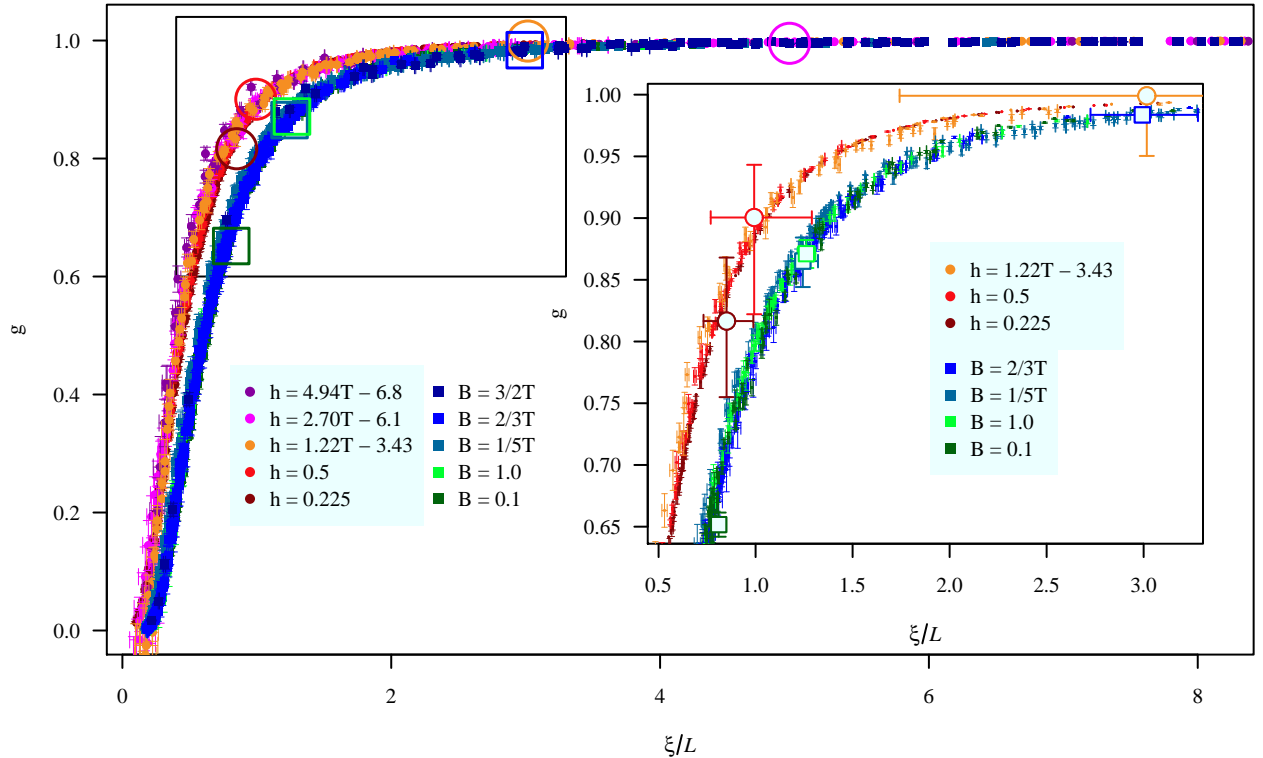 1.0
0.8
0.6
0.4
0.2
0.0
g
0 2 4 6 8
ξ/L
h = 4.94T − 6.8
h = 2.70T − 6.1
h = 1.22T − 3.43
h = 0.5
h = 0.225
B = 3/2T
B = 2/3T
B = 1/5T
B = 1.0
B = 0.1
1.00
0.95
0.90
0.85
0.80
0.75
0.70
0.65
g
0.5 1.0 1.5 2.0 2.5 3.0
ξ/L
h = 1.22T − 3.43
h = 0.5
h = 0.225
B = 2/3T
B = 1/5T
B = 1.0
B = 0.1